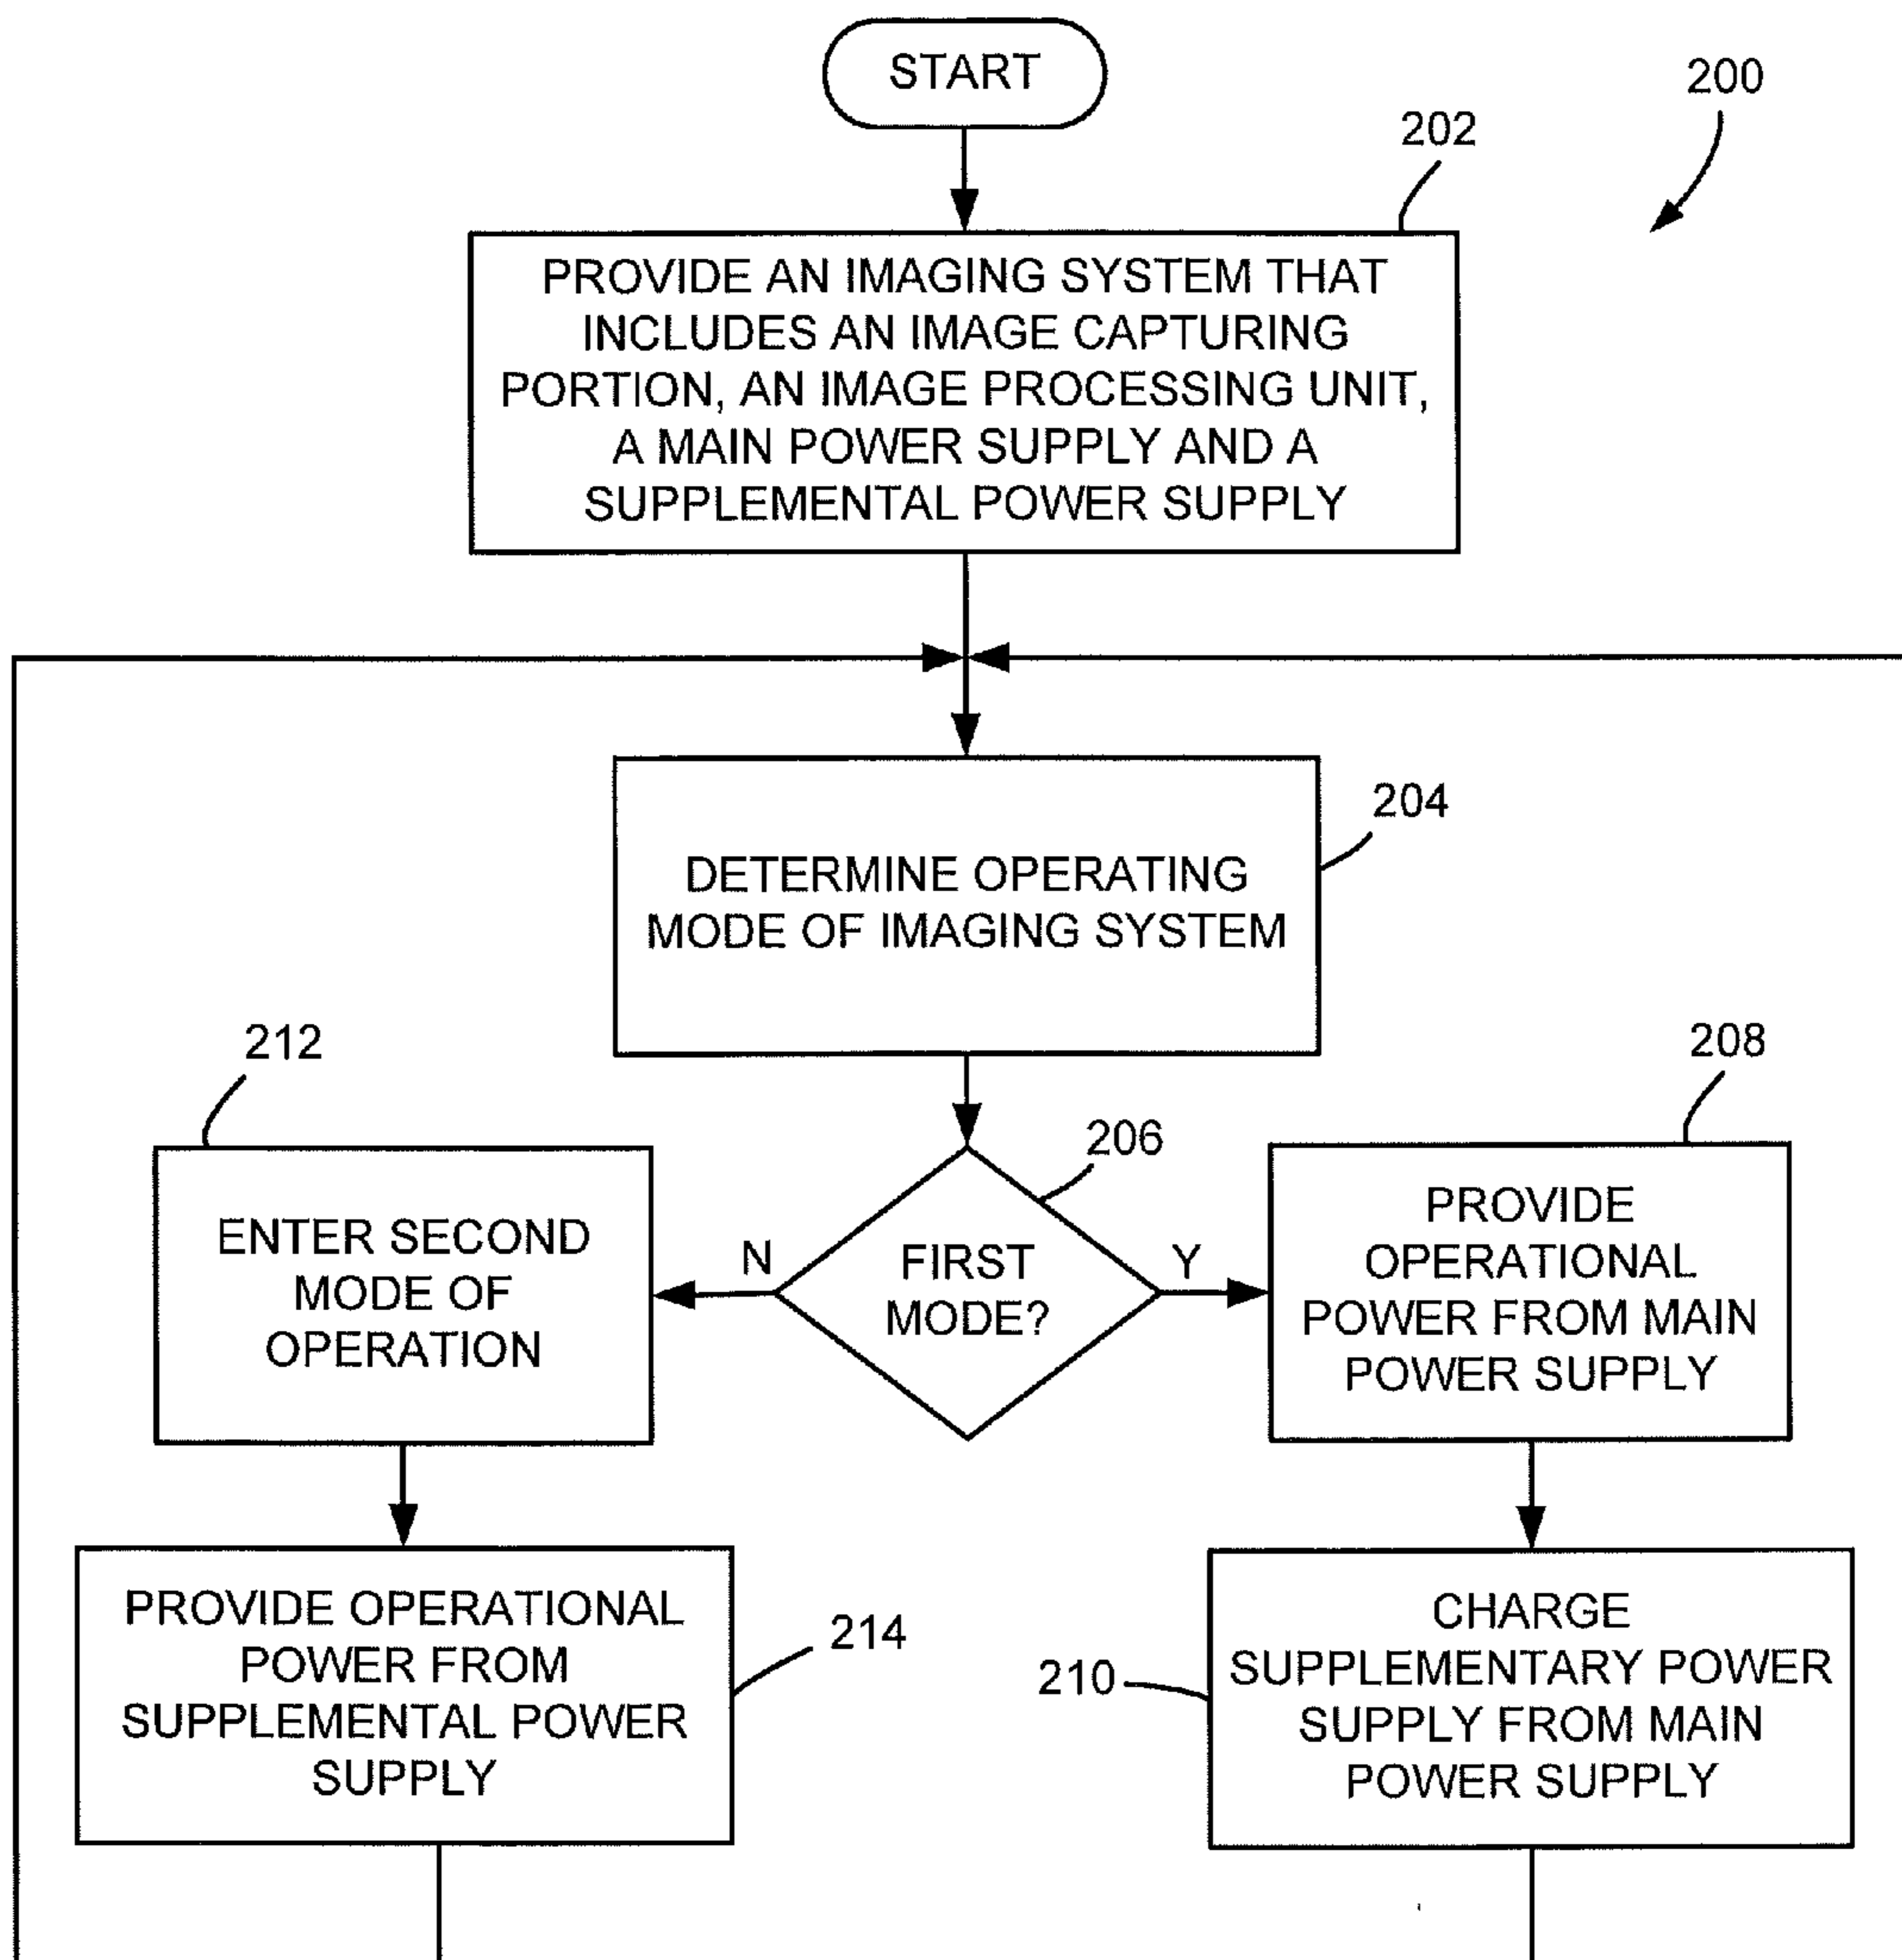 START
200
202
PROVIDE AN IMAGING SYSTEM THAT
INCLUDES AN IMAGE CAPTURING
PORTION, AN IMAGE PROCESSING UNIT,
A MAIN POWER SUPPLY AND A
SUPPLEMENTAL POWER SUPPLY
204
DETERMINE OPERATING
MODE OF IMAGING SYSTEM
212
208
206
ENTER SECOND
MODE OF
OPERATION
N
FIRST
MODE?
Y
PROVIDE
OPERATIONAL
POWER FROM MAIN
POWER SUPPLY
PROVIDE OPERATIONAL
POWER FROM
SUPPLEMENTAL POWER
SUPPLY
214
210
CHARGE
SUPPLEMENTARY POWER
SUPPLY FROM MAIN
POWER SUPPLY